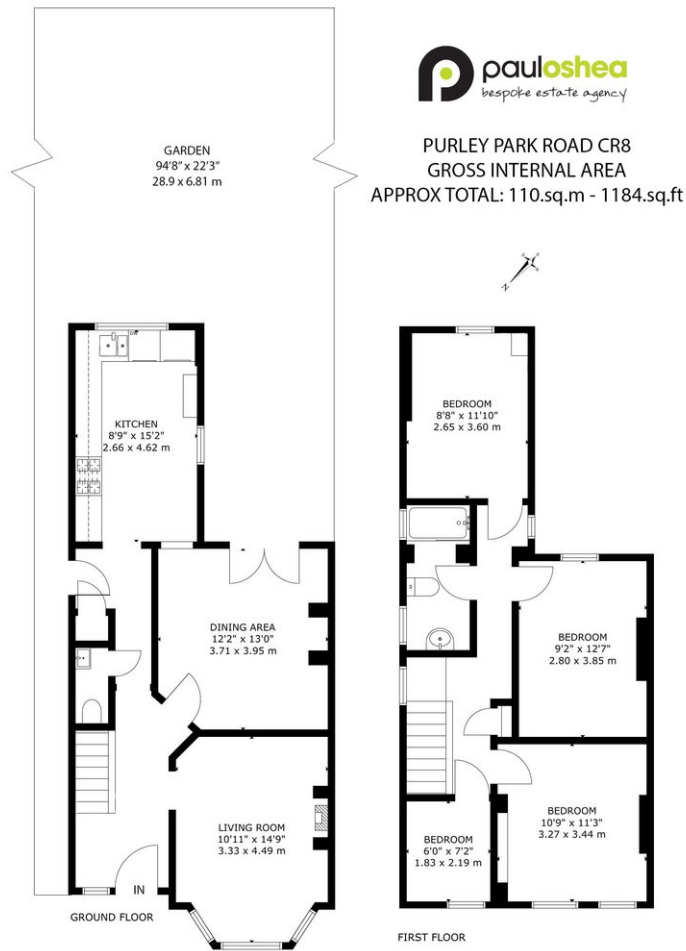 pauloshea
bespoke estate agency
PURLEY PARK ROAD CR8
GROSS INTERNAL AREA
APPROX TOTAL: 110.sq.m - 1184.sq.ft
N
GARDEN
94'8" x 22'3"
28.9 x 6.81 m
KITCHEN
8'9" x 15'2"
2.66 x 4.62 m
DINING AREA
12'2" x 13'0"
3.71 x 3.95 m
LIVING ROOM
10'11" x 14'9"
3.33 x 4.49 m
IN
GROUND FLOOR
BEDROOM
8'8" x 11'10"
2.65 x 3.60 m
BEDROOM
9'2" x 12'7"
2.80 x 3.85 m
BEDROOM
10'9" x 11'3"
3.27 x 3.44 m
BEDROOM
6'0" x 7'2"
1.83 x 2.19 m
FIRST FLOOR